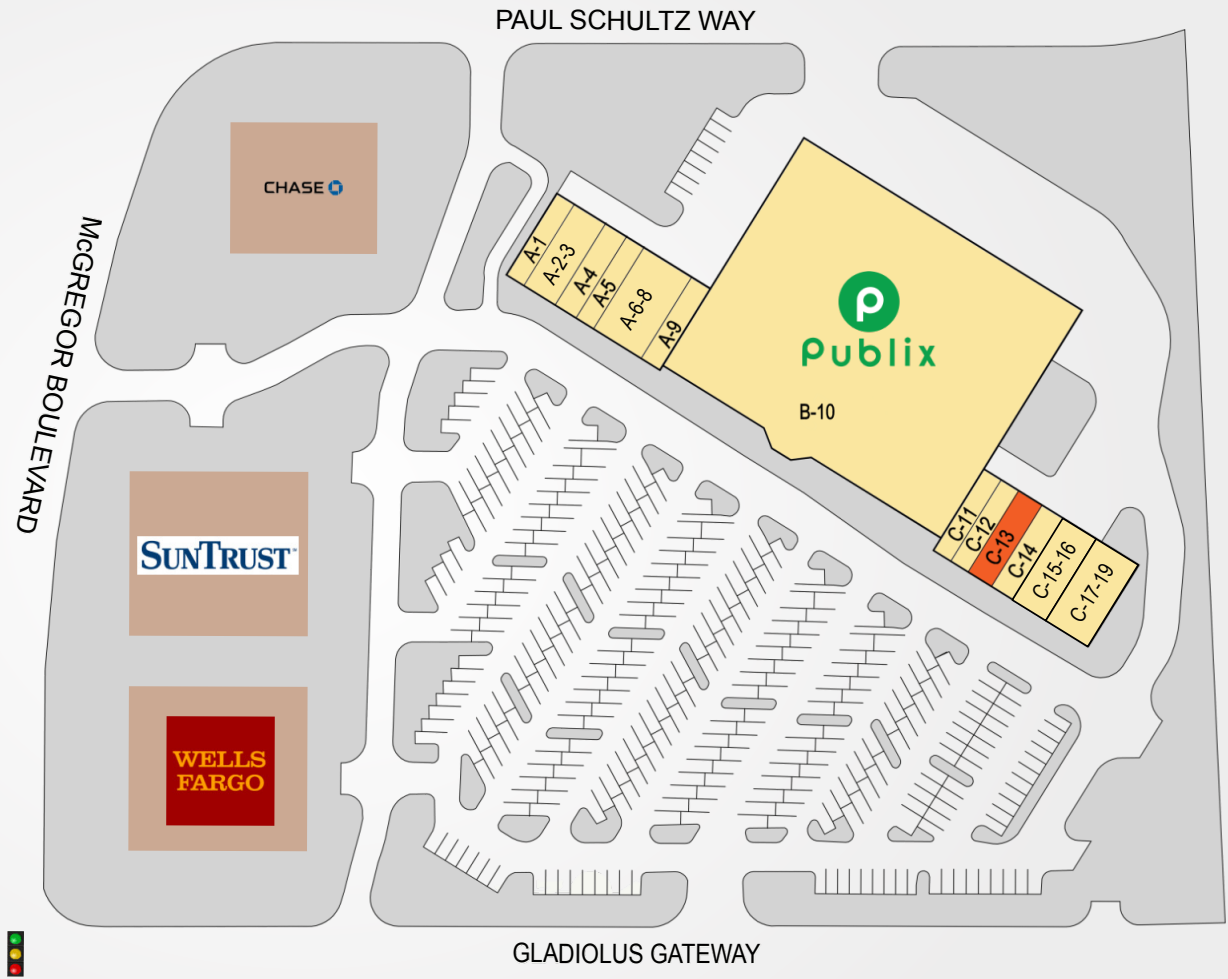 PAUL SCHULTZ WAY
CHASE
McGREGOR BOULEVARD
A-1
A-2-3
A-4
A-5
A-6-8
A-9
p
Publix
B-10
C-11
C-12
C-13
C-14
C-15-16
C-17-19
SUNTRUST
WELLS
FARGO
GLADIOLUS GATEWAY